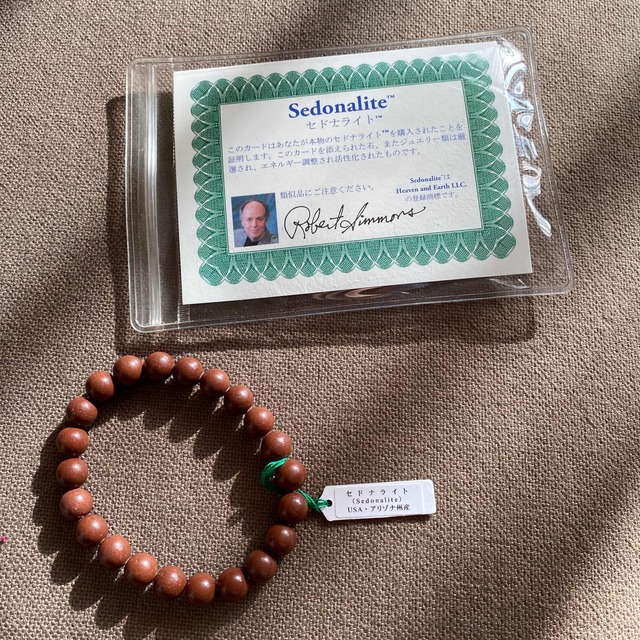 Sedonalite™
セドナライト™
このカードはあなたが本物のセドナライト™を購入されたことを
証明します。このカードを添えられた石、またジュエリー類は厳
選され、エネルギー調整され活性化されたものです。
類似品にご注意ください。
Robert Simmons
Sedonalite™は
Heaven and Earth LLC.
の登録商標です。
セドナライト
(Sedonalite)
USA・アリゾナ州産